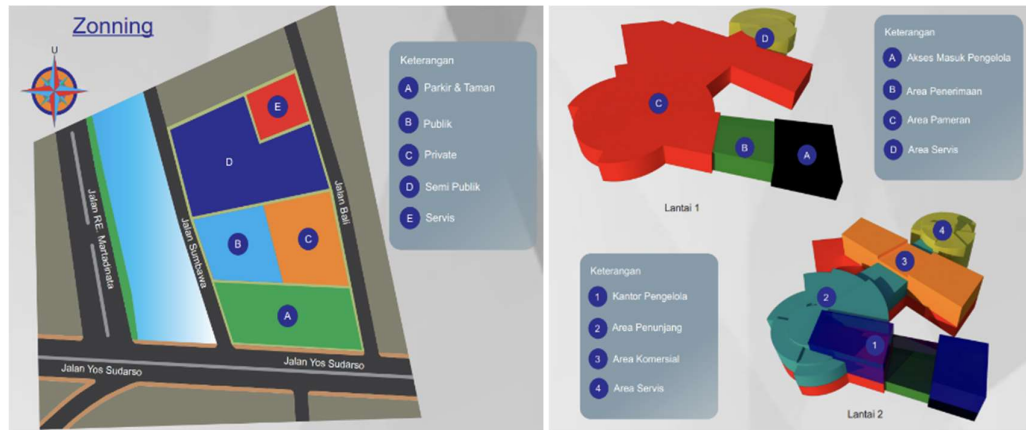 Zonning
U
Keterangan
A Parkir & Taman
B Publik
C Private
D Semi Publik
E Servis
E
D
B
C
A
Jalan RE. Martadinata
Jalan Sumbawa
Jalan Bali
Jalan Yos Sudarso
Jalan Yos Sudarso
D
C
B
A
Lantai 1
Keterangan
A Akses Masuk Pengelola
B Area Penerimaan
C Area Pameran
D Area Servis
Keterangan
1 Kantor Pengelola
2 Area Penunjang
3 Area Komersial
4 Area Servis
4
3
2
1
Lantai 2